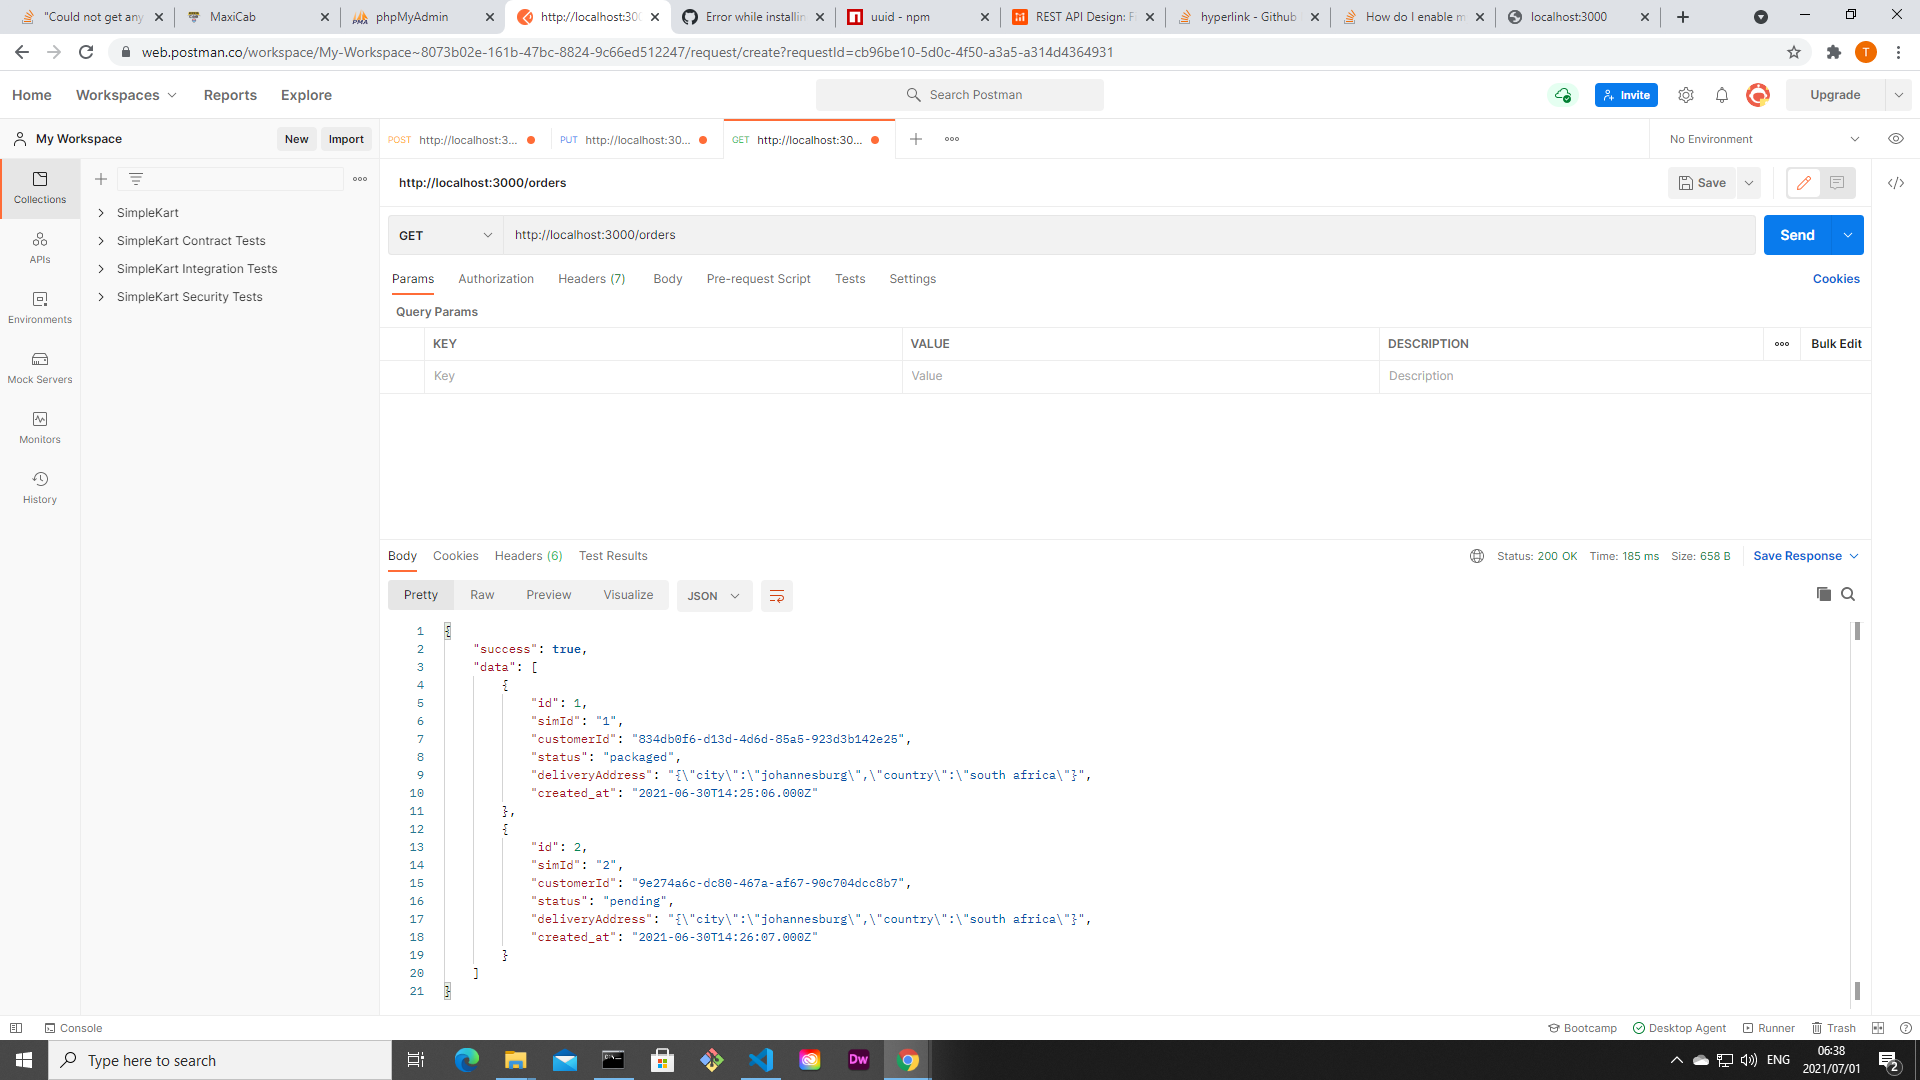 "Could not get any
MaxiCab
phpMyAdmin
http://localhost:300
Error while installin
uuid - npm
REST API Design: F
hyperlink - Github
How do I enable m
localhost:3000
web.postman.co/workspace/My-Workspace~8073b02e-161b-47bc-8824-9c66ed512247/request/create?requestId=cb96be10-5d0c-4f50-a3a5-a314d4364931
T
Home
Workspaces
Reports
Explore
Search Postman
Invite
Upgrade
My Workspace
New
Import
POST http://localhost:3...
PUT http://localhost:30...
GET http://localhost:30...
No Environment
Collections
APIs
Environments
Mock Servers
Monitors
History
SimpleKart
SimpleKart Contract Tests
SimpleKart Integration Tests
SimpleKart Security Tests
http://localhost:3000/orders
Save
GET
http://localhost:3000/orders
Send
Params
Authorization
Headers (7)
Body
Pre-request Script
Tests
Settings
Cookies
Query Params
KEY
VALUE
DESCRIPTION
Bulk Edit
Key
Value
Description
Body
Cookies
Headers (6)
Test Results
Status: 200 OK
Time: 185 ms
Size: 658 B
Save Response
Pretty
Raw
Preview
Visualize
JSON
1 {
2 "success": true,
3 "data": [
4 {
5 "id": 1,
6 "simId": "1",
7 "customerId": "834db0f6-d13d-4d6d-85a5-923d3b142e25",
8 "status": "packaged",
9 "deliveryAddress": "{\"city\":\"johannesburg\",\"country\":\"south africa\"}",
10 "created_at": "2021-06-30T14:25:06.000Z"
11 },
12 {
13 "id": 2,
14 "simId": "2",
15 "customerId": "9e274a6c-dc80-467a-af67-90c704dcc8b7",
16 "status": "pending",
17 "deliveryAddress": "{\"city\":\"johannesburg\",\"country\":\"south africa\"}",
18 "created_at": "2021-06-30T14:26:07.000Z"
19 }
20 ]
21 }
Console
Bootcamp
Desktop Agent
Runner
Trash
Type here to search
Dw
ENG
06:38
2021/07/01
2